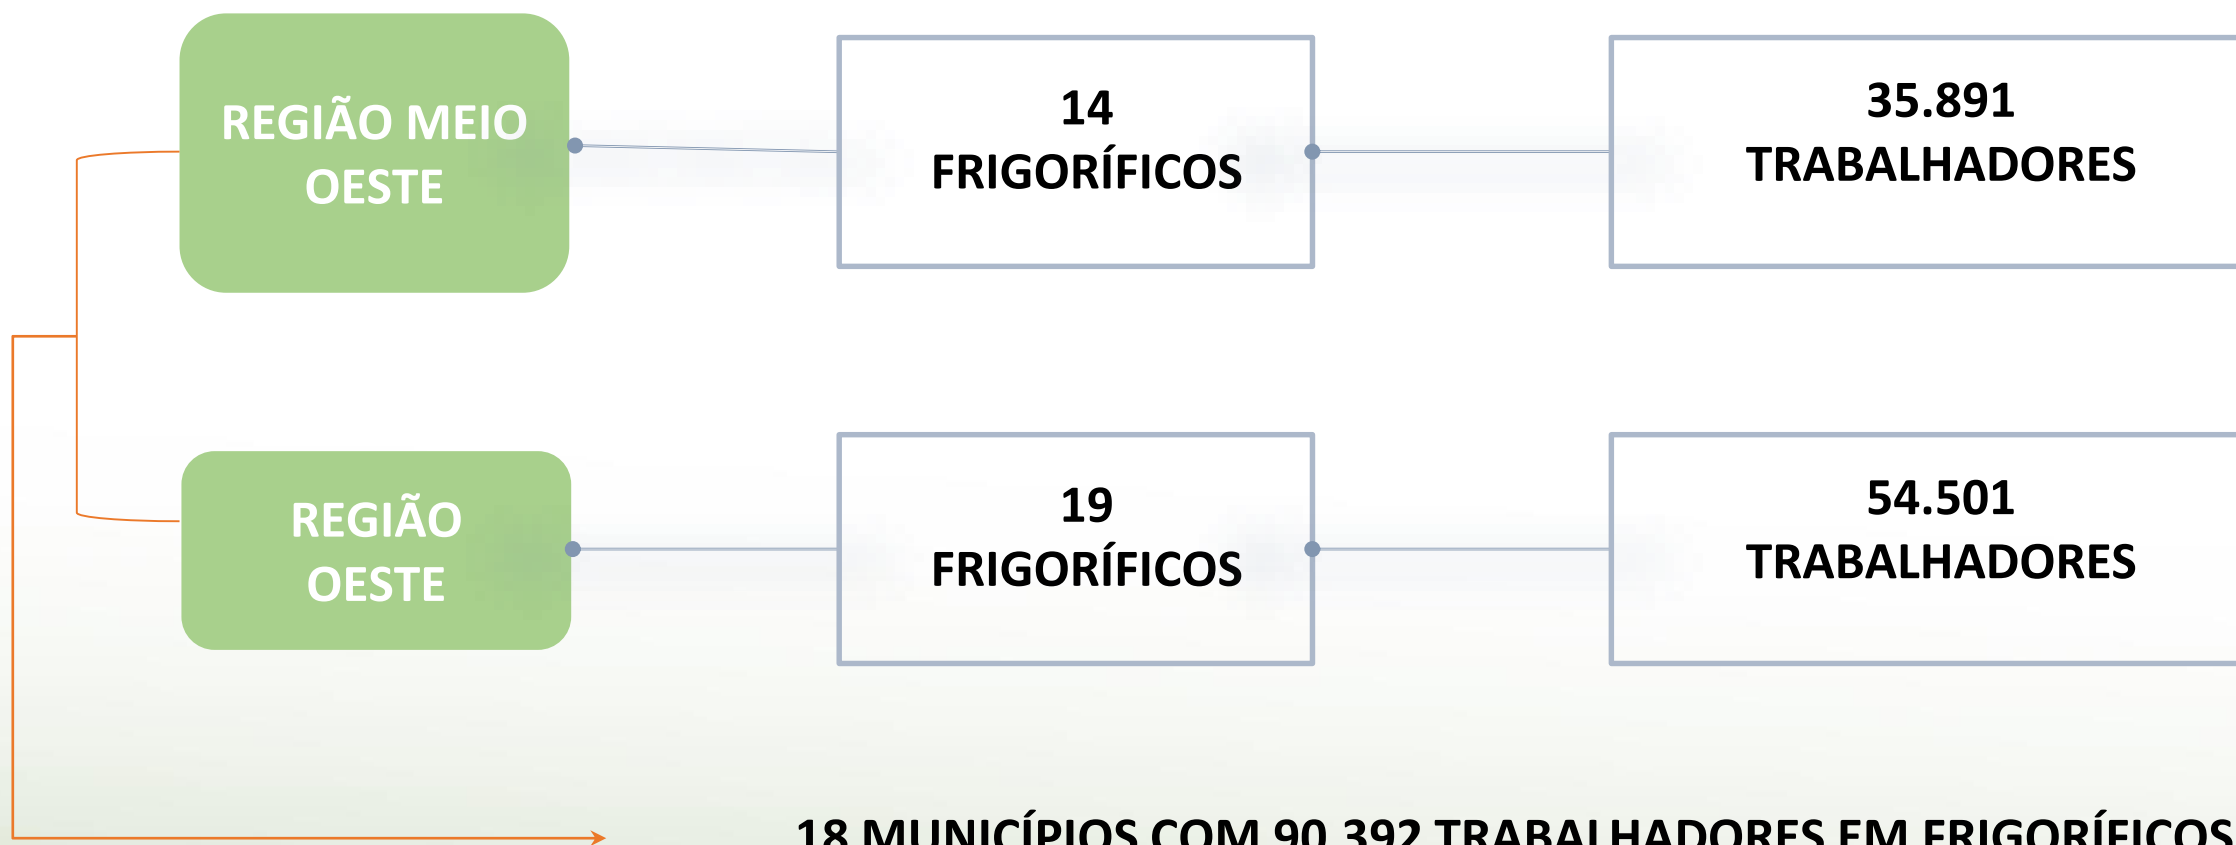 REGIÃO MEIO
OESTE
14
FRIGORÍFICOS
35.891
TRABALHADORES
REGIÃO
OESTE
19
FRIGORÍFICOS
54.501
TRABALHADORES
18 MUNICÍPIOS COM 90.392 TRABALHADORES EM FRIGORÍFICOS